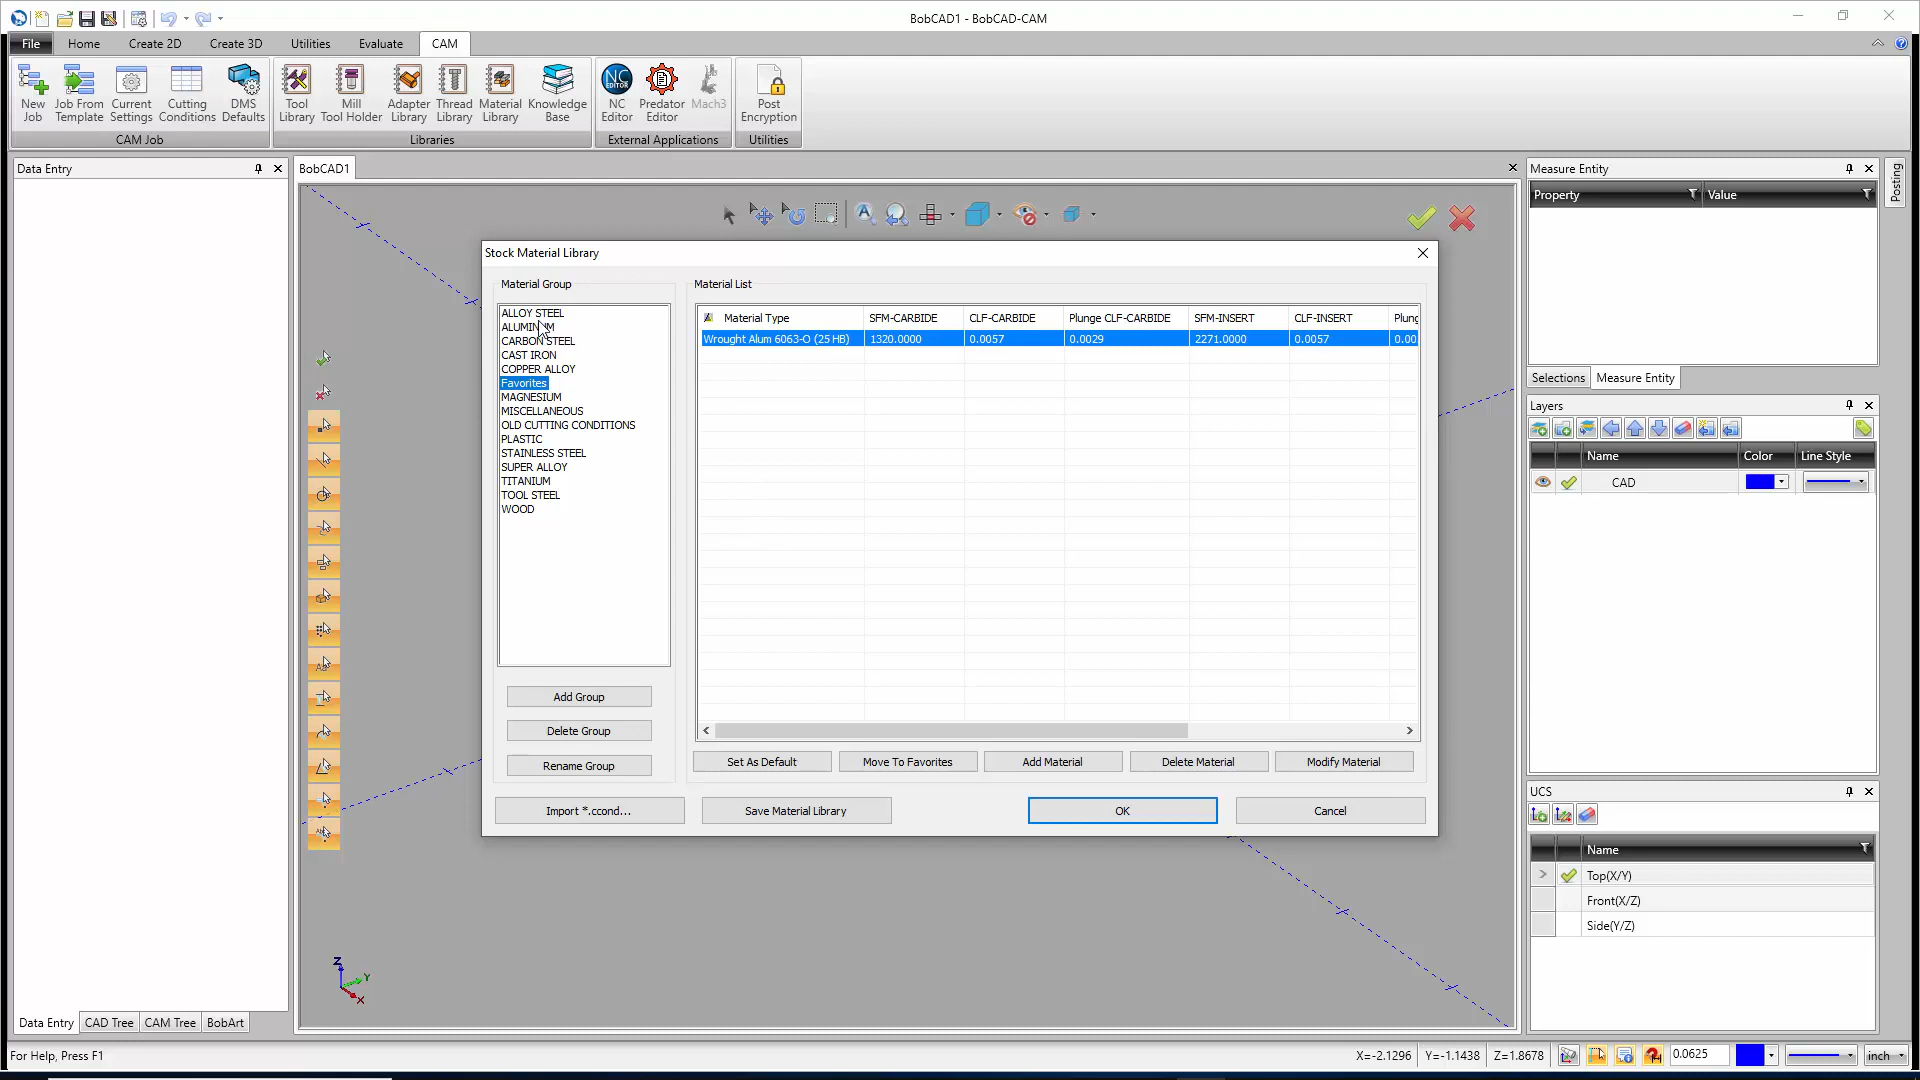 BobCAD1 - BobCAD-CAM
File Home Create 2D Create 3D Utilities Evaluate CAM
New Job
Job From Template
Current Settings
Cutting Conditions
DMS Defaults
Tool Library
Mill Tool Holder
Adapter Library
Thread Library
Material Library
Knowledge Base
NC Editor
Predator Editor
Mach3
Post Encryption
CAM Job Libraries External Applications Utilities
Data Entry
BobCAD1
Measure Entity
Posting
Property Value
Stock Material Library
Material Group
ALLOY STEEL
ALUMINUM
CARBON STEEL
CAST IRON
COPPER ALLOY
Favorites
MAGNESIUM
MISCELLANEOUS
OLD CUTTING CONDITIONS
PLASTIC
STAINLESS STEEL
SUPER ALLOY
TITANIUM
TOOL STEEL
WOOD
Add Group
Delete Group
Rename Group
Material List
Material Type SFM-CARBIDE CLF-CARBIDE Plunge CLF-CARBIDE SFM-INSERT CLF-INSERT Plung
Wrought Alum 6063-O (25 HB) 1320.0000 0.0057 0.0029 2271.0000 0.0057 0.00
Set As Default Move To Favorites Add Material Delete Material Modify Material
Import *.ccond... Save Material Library OK Cancel
Selections Measure Entity
Layers
Name Color Line Style
CAD
UCS
Name
Top(X/Y)
Front(X/Z)
Side(Y/Z)
Z
Y
X
Data Entry CAD Tree CAM Tree BobArt
For Help, Press F1
X=-2.1296 Y=-1.1438 Z=1.8678 0.0625 inch